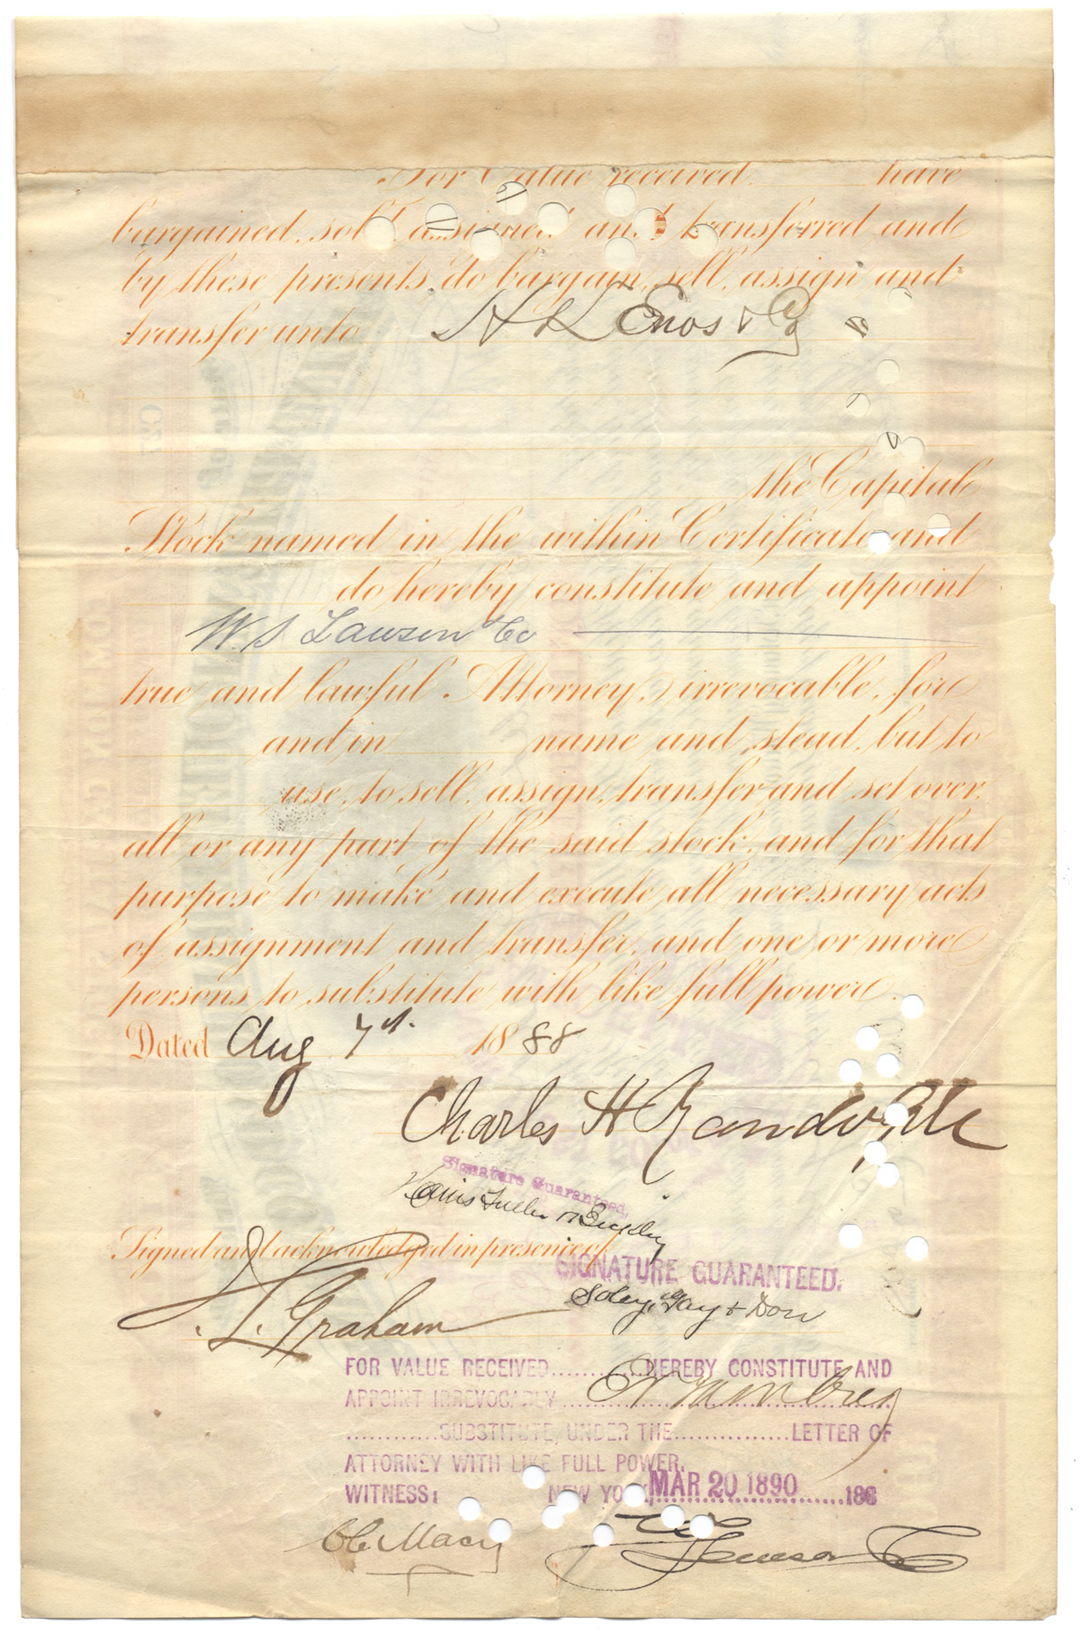 For Value received have
bargained, sold, assigned and transferred and
by these presents, do bargain, sell, assign and
transfer unto H K Enos & Co
the Capital
Stock named in the within Certificate and
do hereby constitute and appoint
W. S Lawson & Co
true and lawful Attorney, irrevocable, for
and in name and stead, but to
use, to sell, assign, transfer and set over,
all or any part of the said stock, and for that
purpose to make and execute all necessary acts
of assignment and transfer, and one or more
persons to substitute with like full power.
Dated Aug 7th 1888
Charles H
Signature Guaranteed,
Signed and acknowledged in presence of
SIGNATURE GUARANTEED.
Soley, Gay & Dow
J. L. Graham
FOR VALUE RECEIVED............HEREBY CONSTITUTE AND
APPOINT IRREVOCABLY
SUBSTITUTE, UNDER THE................LETTER OF
ATTORNEY WITH LIKE FULL POWER.
WITNESS: NEW YORK MAR 20 1890 188
Macy
Lawson Co